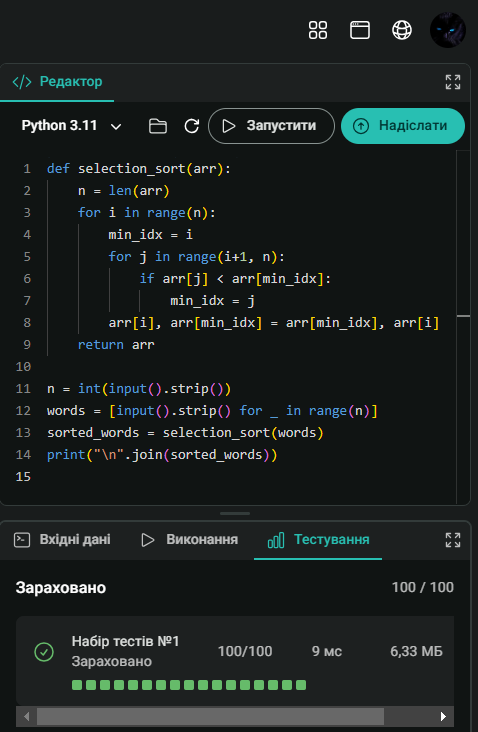 </> Редактор
Python 3.11
Запустити
Надіслати
1 def selection_sort(arr):
2     n = len(arr)
3     for i in range(n):
4         min_idx = i
5         for j in range(i+1, n):
6             if arr[j] < arr[min_idx]:
7                 min_idx = j
8         arr[i], arr[min_idx] = arr[min_idx], arr[i]
9     return arr
10
11 n = int(input().strip())
12 words = [input().strip() for _ in range(n)]
13 sorted_words = selection_sort(words)
14 print("\n".join(sorted_words))
15
Вхідні дані
Виконання
Тестування
Зараховано 100 / 100
Набір тестів №1 100/100 9 мс 6,33 МБ
Зараховано